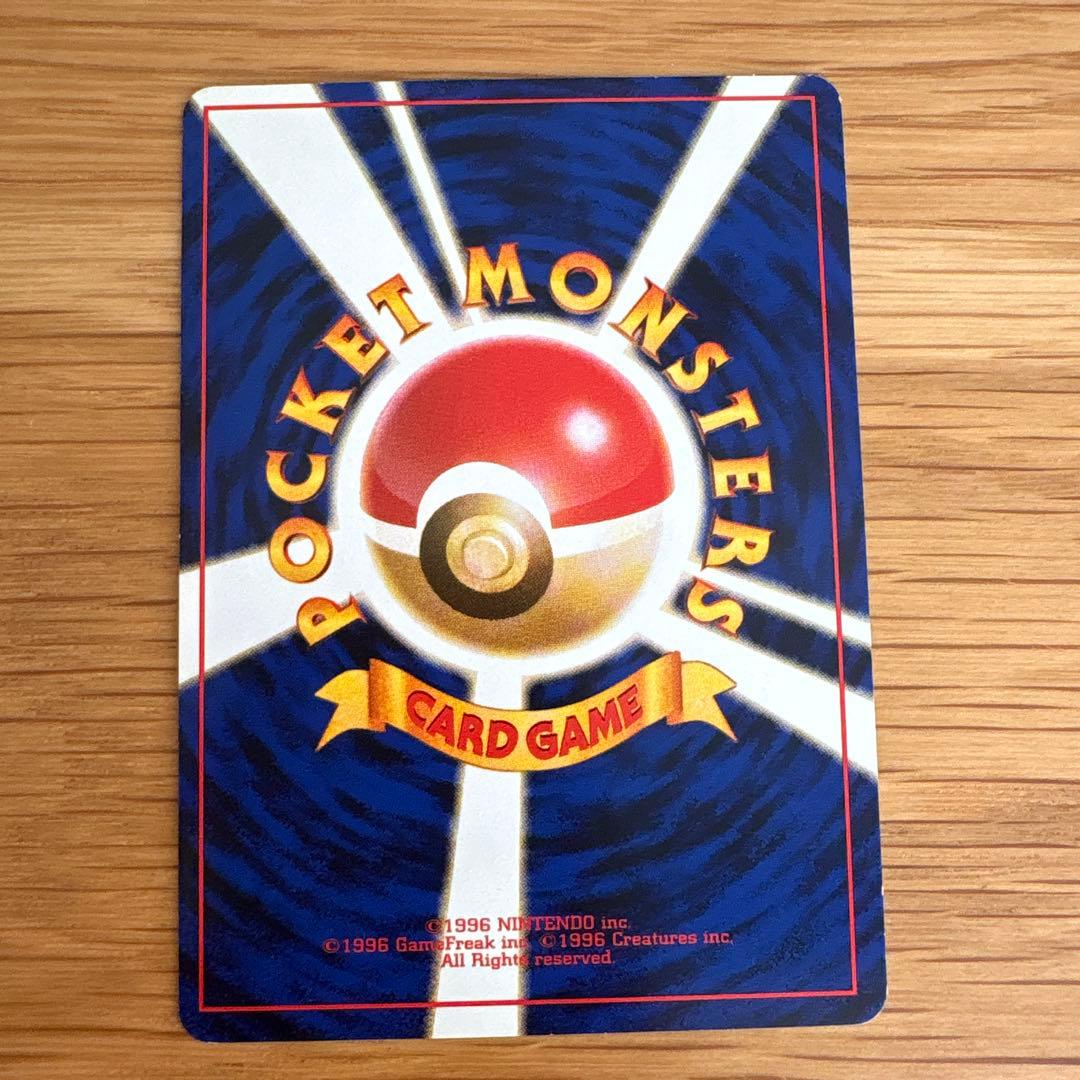 POCKET MONSTERS
CARD GAME
©1996 NINTENDO inc.
©1996 GameFreak inc. ©1996 Creatures inc.
All Rights reserved.